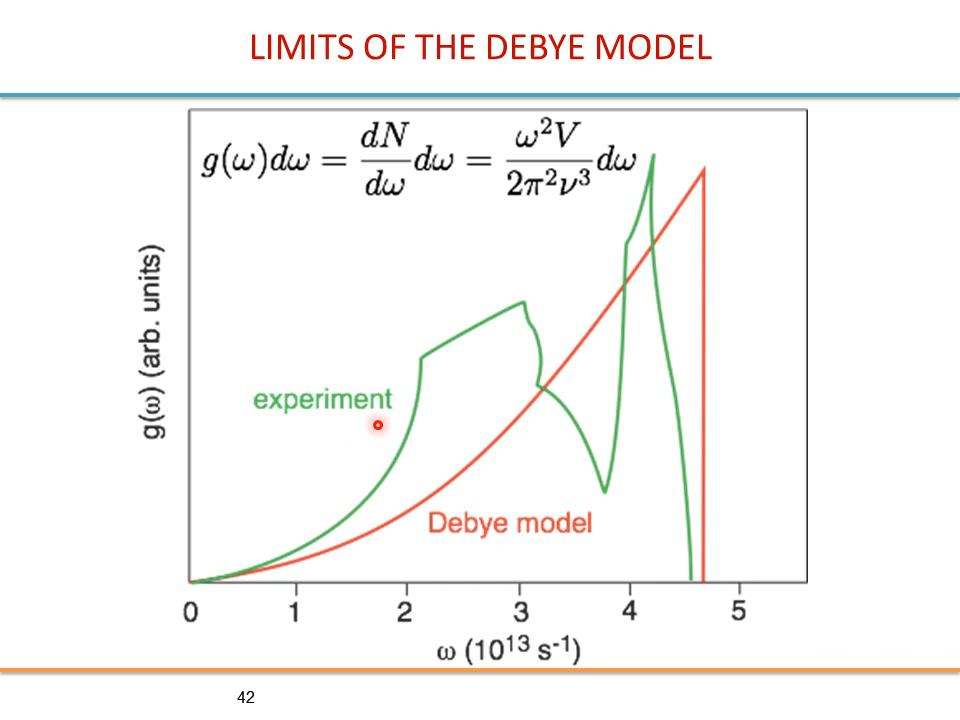 LIMITS OF THE DEBYE MODEL
g(ω)dω = dN/dω dω = ω²V/2π²ν³ dω
g(ω) (arb. units)
experiment
Debye model
0 1 2 3 4 5
ω (10¹³ s⁻¹)
42